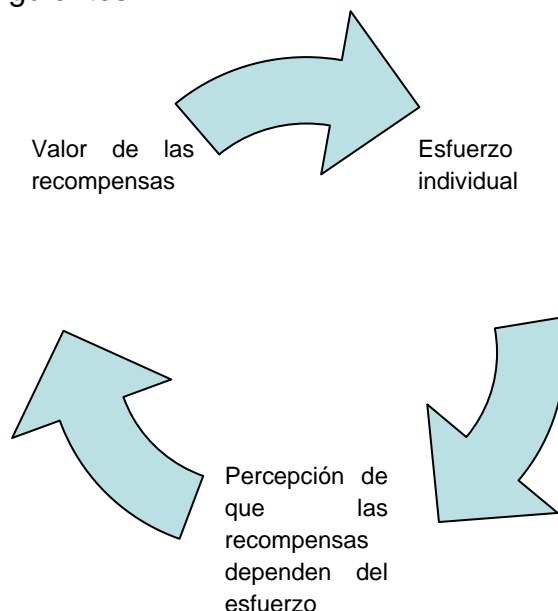 Valor de las
recompensas
Esfuerzo
individual
Percepción de
que las
recompensas
dependen del
esfuerzo